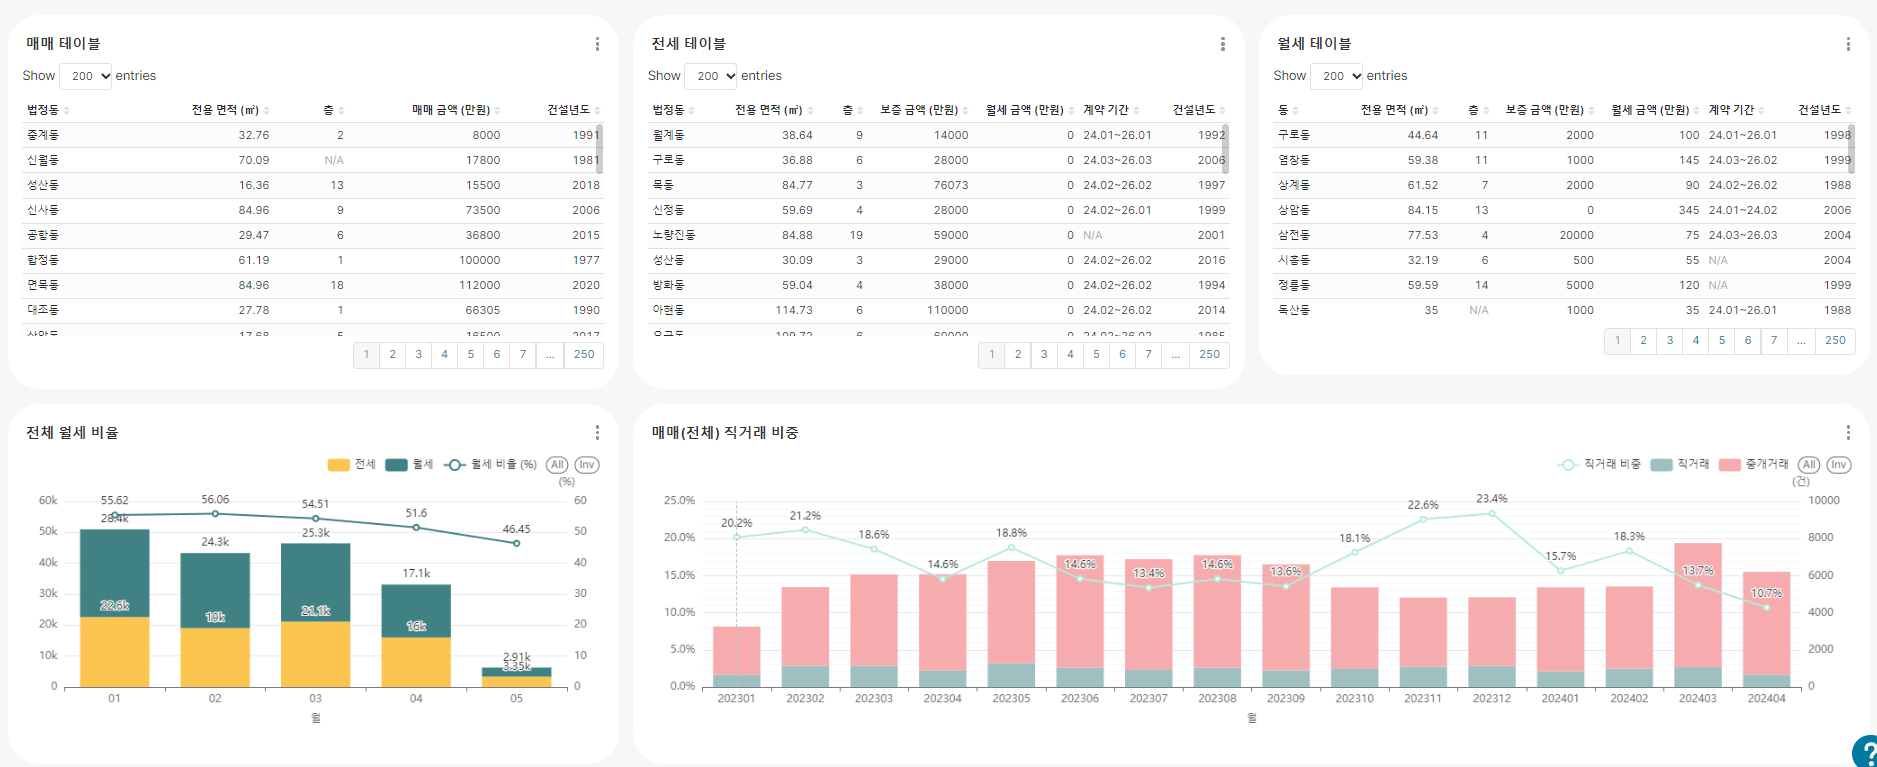 매매 테이블
Show 200 entries
법정동 전용 면적 (㎡) 층 매매 금액 (만원) 건설년도
중계동 32.76 2 8000 1991
신월동 70.09 N/A 17800 1981
성산동 16.36 13 15500 2018
신사동 84.96 9 73500 2006
공항동 29.47 6 36800 2015
합정동 61.19 1 100000 1977
면목동 84.96 18 112000 2020
대조동 27.78 1 66305 1990
상암동 17.68 5 16500 2017
1 2 3 4 5 6 7 ... 250
전세 테이블
Show 200 entries
법정동 전용 면적 (㎡) 층 보증 금액 (만원) 월세 금액 (만원) 계약 기간 건설년도
월계동 38.64 9 14000 0 24.01~26.01 1992
구로동 36.88 6 28000 0 24.03~26.03 2006
목동 84.77 3 76073 0 24.02~26.02 1997
신정동 59.69 4 28000 0 24.02~26.01 1999
노량진동 84.88 19 59000 0 N/A 2001
성산동 30.09 3 29000 0 24.02~26.02 2016
방화동 59.04 4 38000 0 24.02~26.02 1994
아현동 114.73 6 110000 0 24.02~26.02 2014
109.72 6 60000 0 24.02~26.02 1985
1 2 3 4 5 6 7 ... 250
월세 테이블
Show 200 entries
동 전용 면적 (㎡) 층 보증 금액 (만원) 월세 금액 (만원) 계약 기간 건설년도
구로동 44.64 11 2000 100 24.01~26.01 1998
염창동 59.38 11 1000 145 24.03~26.02 1999
상계동 61.52 7 2000 90 24.02~26.02 1988
상암동 84.15 13 0 345 24.01~24.02 2006
삼전동 77.53 4 20000 75 24.03~26.03 2004
시흥동 32.19 6 500 55 N/A 2004
정릉동 59.59 14 5000 120 N/A 1999
독산동 35 N/A 1000 35 24.01~26.01 1988
1 2 3 4 5 6 7 ... 250
전체 월세 비율
전세 월세 월세 비율 (%) All Inv
(%)
60k 55.62 56.06 54.51 51.6 46.45 60
50k 28.4k 24.3k 25.3k 50
40k 17.1k 40
30k 22.6k 19k 21.1k 16k 30
20k 20
10k 2.91k 3.35k 10
0 0
01 02 03 04 05
월
매매(전체) 직거래 비중
직거래 비중 직거래 중개거래 All Inv
(건)
25.0% 10000
20.2% 21.2% 18.6% 14.6% 18.8% 14.6% 13.4% 14.6% 13.6% 18.1% 22.6% 23.4% 15.7% 18.3% 13.7% 10.7%
20.0% 8000
15.0% 6000
10.0% 4000
5.0% 2000
0.0% 0
202301 202302 202303 202304 202305 202306 202307 202308 202309 202310 202311 202312 202401 202402 202403 202404
월
?